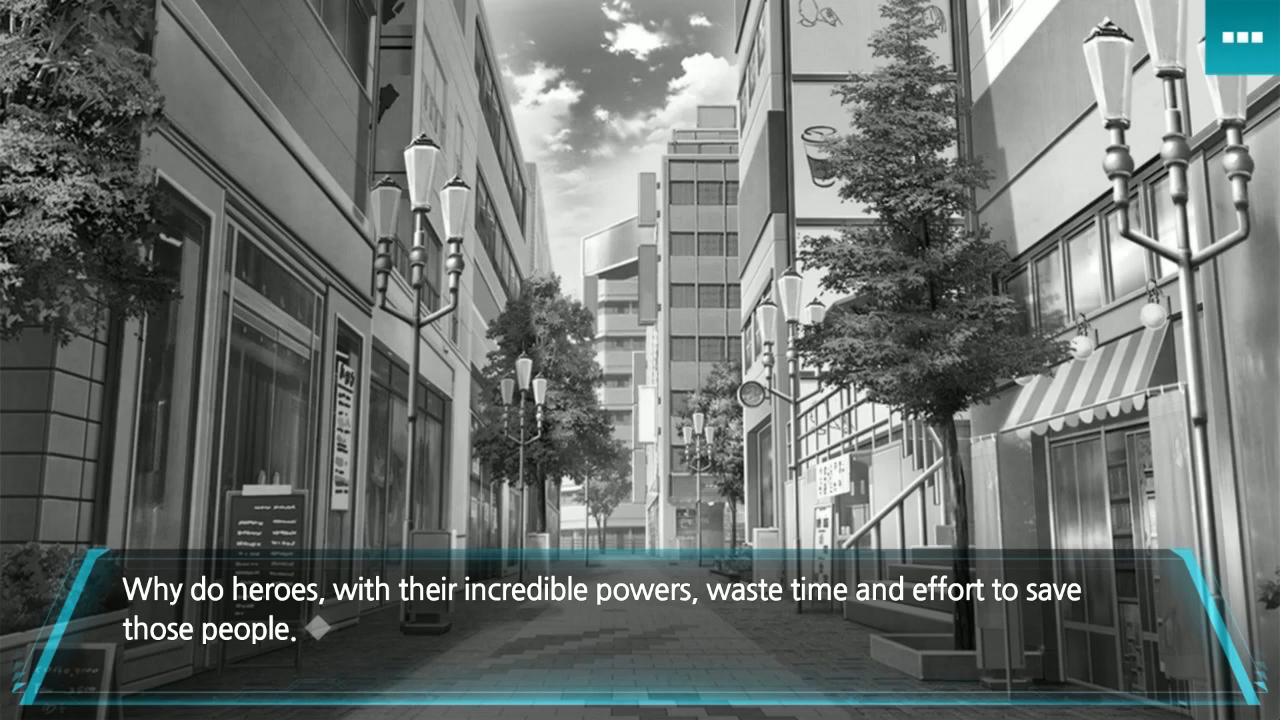 Why do heroes, with their incredible powers, waste time and effort to save
those people.